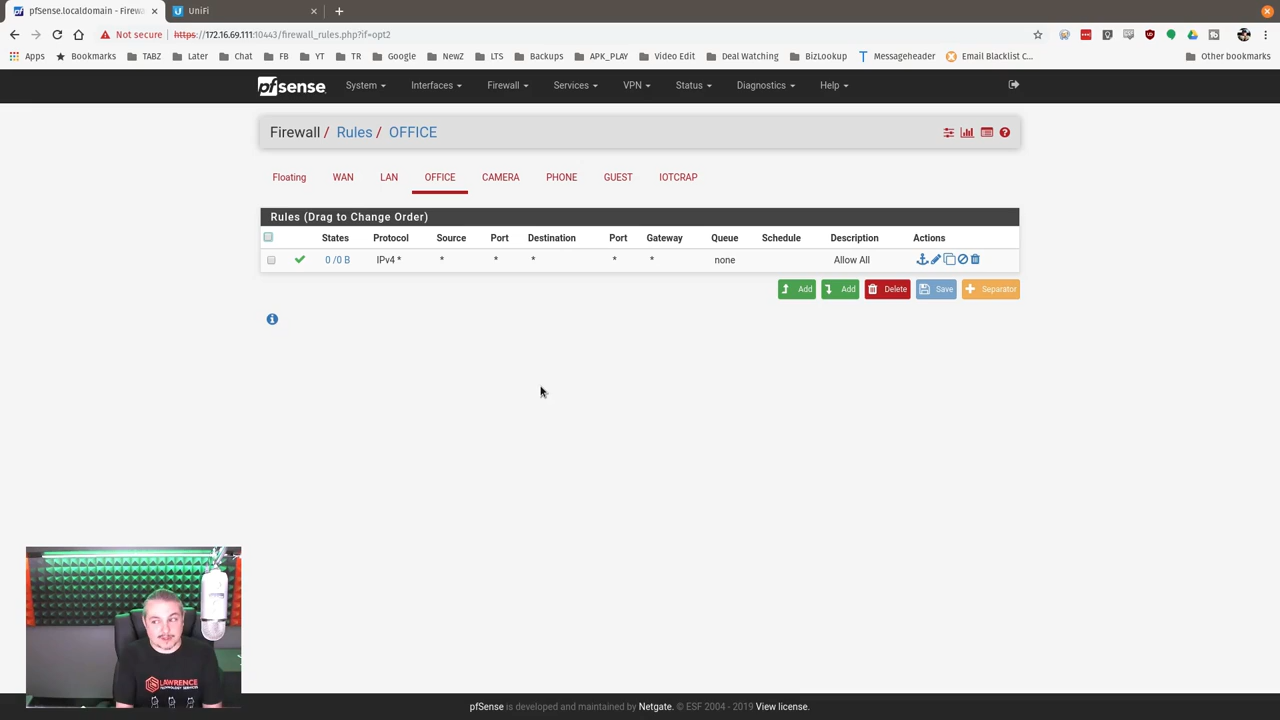 pfSense.localdomain - Firewa
UniFi
Not secure
https://172.16.69.111:10443/firewall_rules.php?if=opt2
Apps Bookmarks TABZ Later Chat FB YT TR Google NewZ LTS Backups APK_PLAY Video Edit Deal Watching BizLookup Messageheader Email Blacklist C... Other bookmarks
pfsense System Interfaces Firewall Services VPN Status Diagnostics Help
Firewall / Rules / OFFICE
Floating WAN LAN OFFICE CAMERA PHONE GUEST IOTCRAP
Rules (Drag to Change Order)
States Protocol Source Port Destination Port Gateway Queue Schedule Description Actions
0 /0 B IPv4 * * * * * * none Allow All
Add Add Delete Save Separator
LAWRENCE
TECHNOLOGY SERVICES
pfSense is developed and maintained by Netgate. © ESF 2004 - 2019 View license.